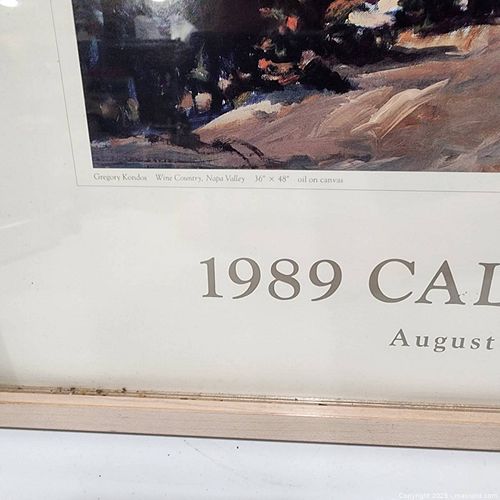 Gregory Kondos Wine Country, Napa Valley 36" × 48" oil on canvas
1989 CAL
August